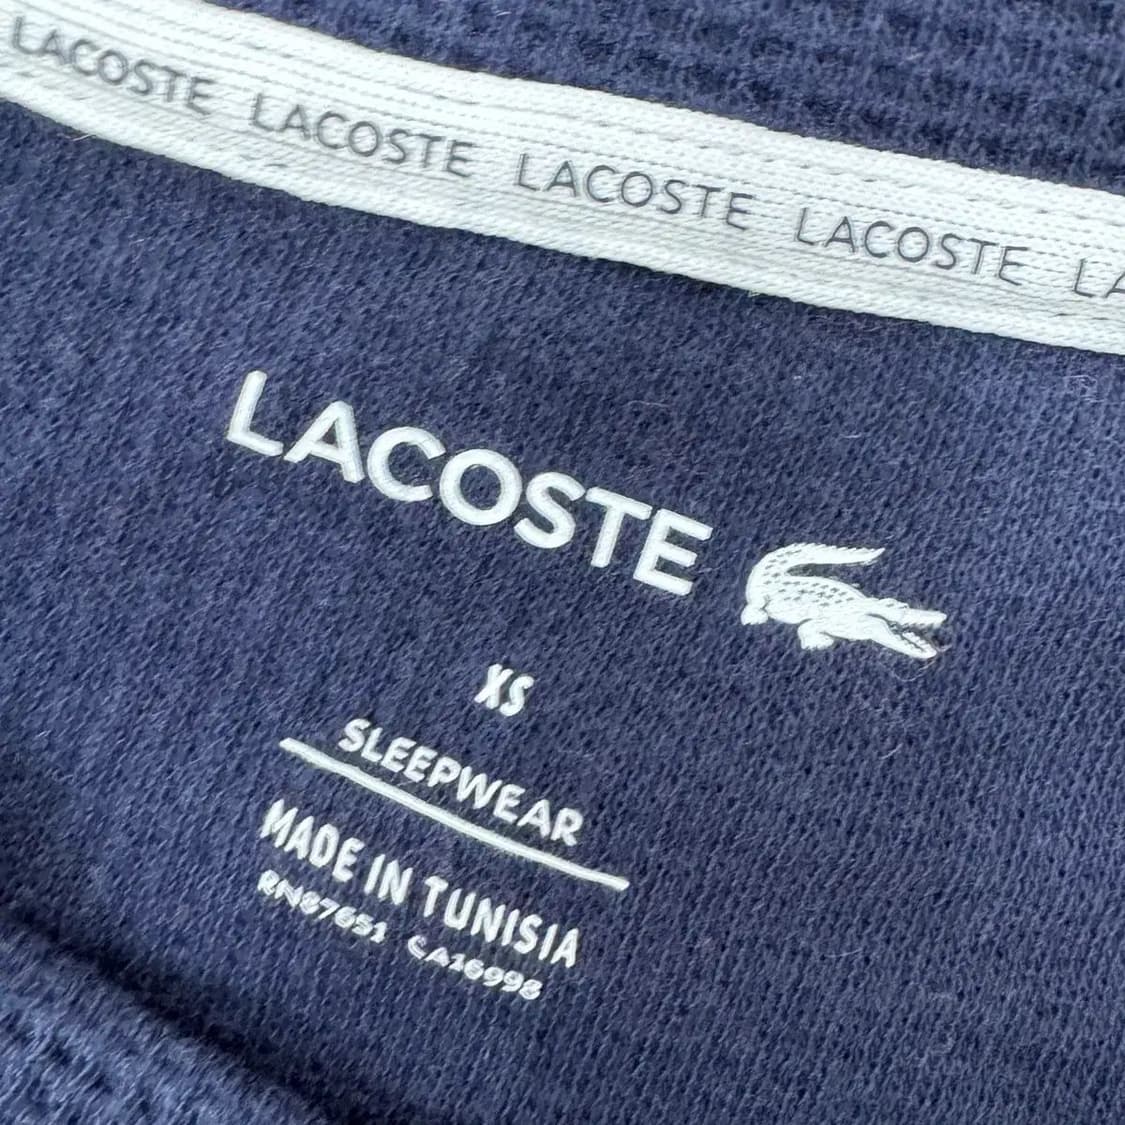 LACOSTE LACOSTE LACOSTE LACOSTE LA
LACOSTE
XS
SLEEPWEAR
MADE IN TUNISIA
RN87651 CA16998